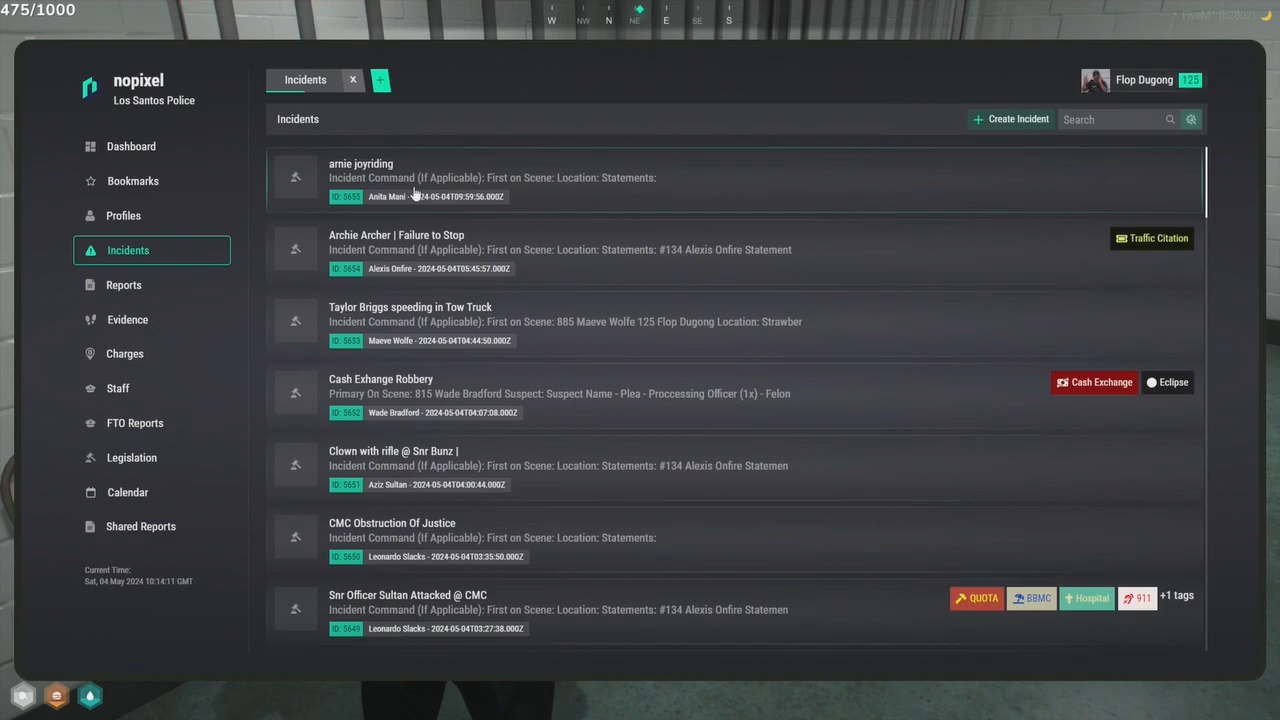 475/1000
W NW N NE E SE S
FiveM* (b2802)
nopixel
Los Santos Police
Dashboard
Bookmarks
Profiles
Incidents
Reports
Evidence
Charges
Staff
FTO Reports
Legislation
Calendar
Shared Reports
Current Time:
Sat, 04 May 2024 10:14:11 GMT
Incidents x +
Flop Dugong 125
Incidents
+ Create Incident
Search
arnie joyriding
Incident Command (If Applicable): First on Scene: Location: Statements:
ID: 5655 Anita Mani - 2024-05-04T09:59:56.000Z
Archie Archer | Failure to Stop
Incident Command (If Applicable): First on Scene: Location: Statements: #134 Alexis Onfire Statement
ID: 5654 Alexis Onfire - 2024-05-04T05:45:57.000Z
Traffic Citation
Taylor Briggs speeding in Tow Truck
Incident Command (If Applicable): First on Scene: 885 Maeve Wolfe 125 Flop Dugong Location: Strawber
ID: 5653 Maeve Wolfe - 2024-05-04T04:44:50.000Z
Cash Exhange Robbery
Primary On Scene: 815 Wade Bradford Suspect: Suspect Name - Plea - Proccessing Officer (1x) - Felon
ID: 5652 Wade Bradford - 2024-05-04T04:07:08.000Z
Cash Exchange Eclipse
Clown with rifle @ Snr Bunz |
Incident Command (If Applicable): First on Scene: Location: Statements: #134 Alexis Onfire Statemen
ID: 5651 Aziz Sultan - 2024-05-04T04:00:44.000Z
CMC Obstruction Of Justice
Incident Command (If Applicable): First on Scene: Location: Statements:
ID: 5650 Leonardo Slacks - 2024-05-04T03:35:50.000Z
Snr Officer Sultan Attacked @ CMC
Incident Command (If Applicable): First on Scene: Location: Statements: #134 Alexis Onfire Statemen
ID: 5649 Leonardo Slacks - 2024-05-04T03:27:38.000Z
QUOTA BBMC Hospital 911 +1 tags